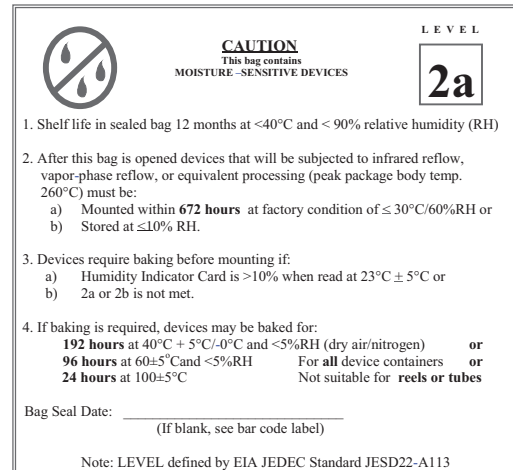 LEVEL
CAUTION
This bag contains
MOISTURE –SENSITIVE DEVICES
2a
1. Shelf life in sealed bag 12 months at <40°C and < 90% relative humidity (RH)
2. After this bag is opened devices that will be subjected to infrared reflow,
vapor-phase reflow, or equivalent processing (peak package body temp.
260°C) must be:
a) Mounted within 672 hours at factory condition of ≤ 30°C/60%RH or
b) Stored at ≤10% RH.
3. Devices require baking before mounting if:
a) Humidity Indicator Card is >10% when read at 23°C ± 5°C or
b) 2a or 2b is not met.
4. If baking is required, devices may be baked for:
192 hours at 40°C + 5°C/-0°C and <5%RH (dry air/nitrogen) or
96 hours at 60±5°Cand <5%RH For all device containers or
24 hours at 100±5°C Not suitable for reels or tubes
Bag Seal Date: ______________________________
(If blank, see bar code label)
Note: LEVEL defined by EIA JEDEC Standard JESD22-A113